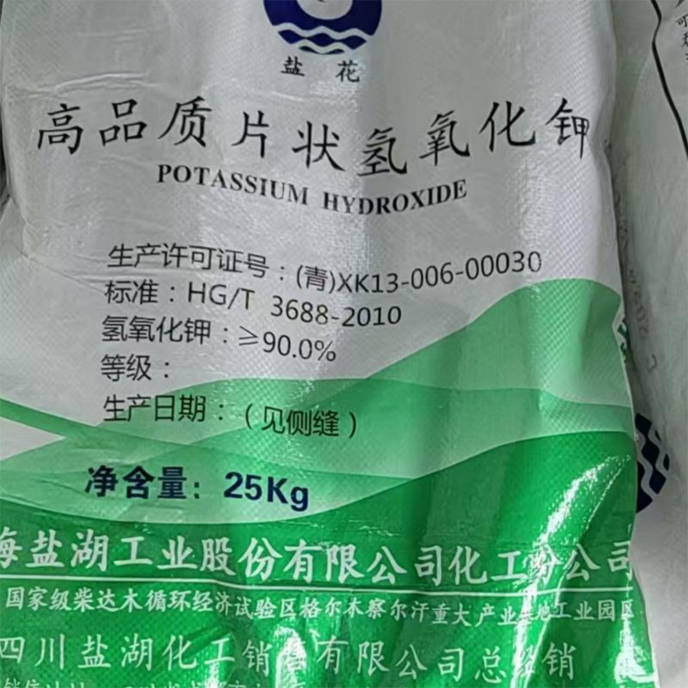 盐花
高品质片状氢氧化钾
POTASSIUM HYDROXIDE
生产许可证号：(青)XK13-006-00030
标准：HG/T 3688-2010
氢氧化钾：≥90.0%
等级：
生产日期：（见侧缝）
净含量：25Kg
海盐湖工业股份有限公司化工分公司
国家级柴达木循环经济试验区格尔木察尔汗重大产业基地工业园区
四川盐湖化工销售有限公司总经销